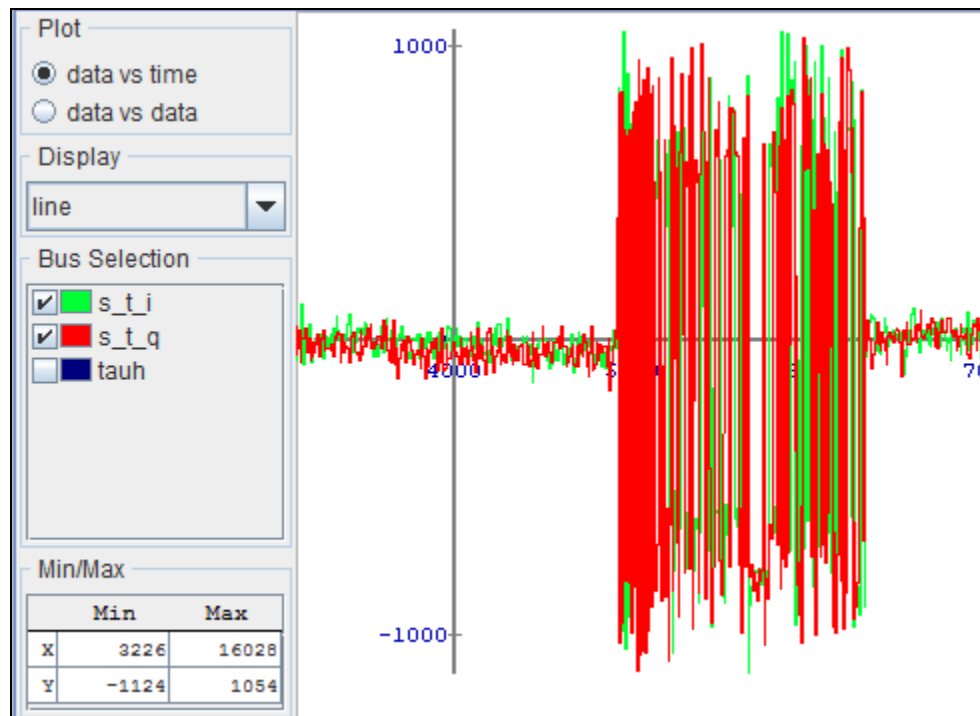 Plot
data vs time
data vs data
Display
line
Bus Selection
s_t_i
s_t_q
tauh
Min/Max
Min Max
X 3226 16028
Y -1124 1054
1000
4000
-1000